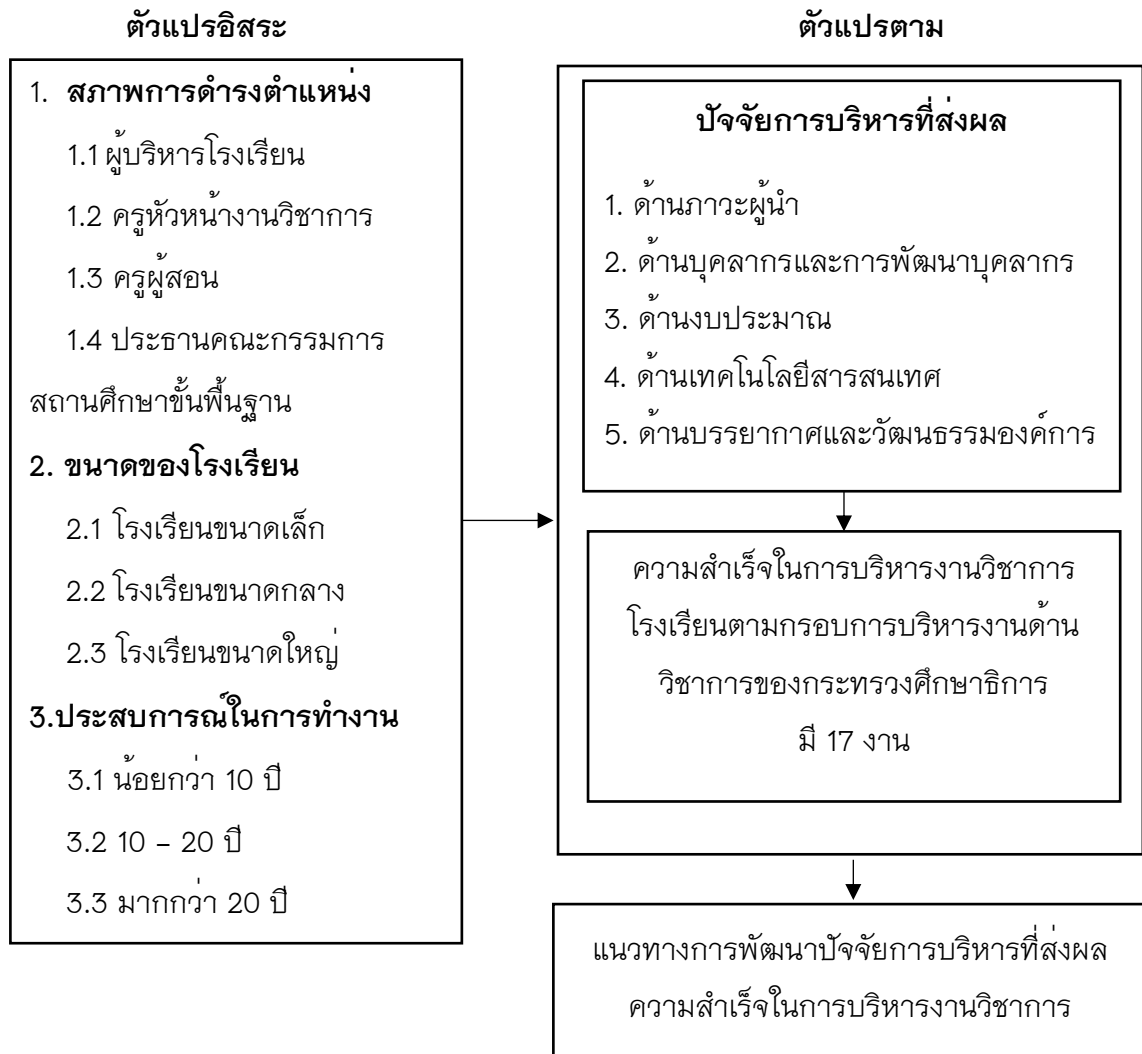 ตัวแปรอิสระ
1. สภาพการดำรงตำแหน่ง
1.1 ผู้บริหารโรงเรียน
1.2 ครูหัวหน้างานวิชาการ
1.3 ครูผู้สอน
1.4 ประธานคณะกรรมการ
สถานศึกษาขั้นพื้นฐาน
2. ขนาดของโรงเรียน
2.1 โรงเรียนขนาดเล็ก
2.2 โรงเรียนขนาดกลาง
2.3 โรงเรียนขนาดใหญ่
3.ประสบการณ์ในการทำงาน
3.1 น้อยกว่า 10 ปี
3.2 10 – 20 ปี
3.3 มากกว่า 20 ปี
ตัวแปรตาม
ปัจจัยการบริหารที่ส่งผล
1. ด้านภาวะผู้นำ
2. ด้านบุคลากรและการพัฒนาบุคลากร
3. ด้านงบประมาณ
4. ด้านเทคโนโลยีสารสนเทศ
5. ด้านบรรยากาศและวัฒนธรรมองค์การ
ความสำเร็จในการบริหารงานวิชาการ
โรงเรียนตามกรอบการบริหารงานด้าน
วิชาการของกระทรวงศึกษาธิการ
มี 17 งาน
แนวทางการพัฒนาปัจจัยการบริหารที่ส่งผล
ความสำเร็จในการบริหารงานวิชาการ